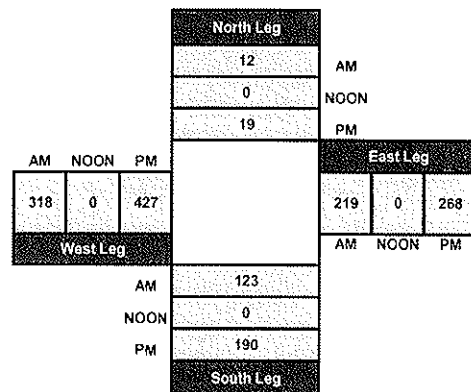 North Leg
12 AM
0 NOON
19 PM
AM NOON PM
East Leg
318 0 427
219 0 268
West Leg
AM NOON PM
AM 123
NOON 0
PM 190
South Leg